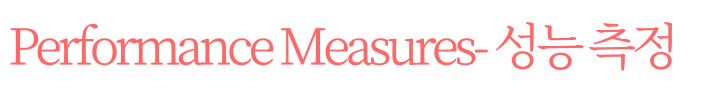 Performance Measures- 성능 측정